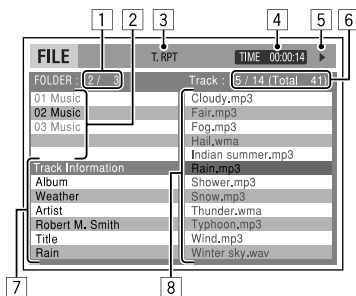 1 2 3 4 5 6
FILE T. RPT TIME 00:00:14
FOLDER : 2 / 3 Track : 5 / 14 (Total 41)
01 Music
02 Music
03 Music
Track Information
Album
Weather
Artist
Robert M. Smith
Title
Rain
Cloudy.mp3
Fair.mp3
Fog.mp3
Hail.wma
Indian summer.mp3
Rain.mp3
Shower.mp3
Snow.mp3
Thunder.wma
Typhoon.mp3
Wind.mp3
Winter sky.wav
7 8